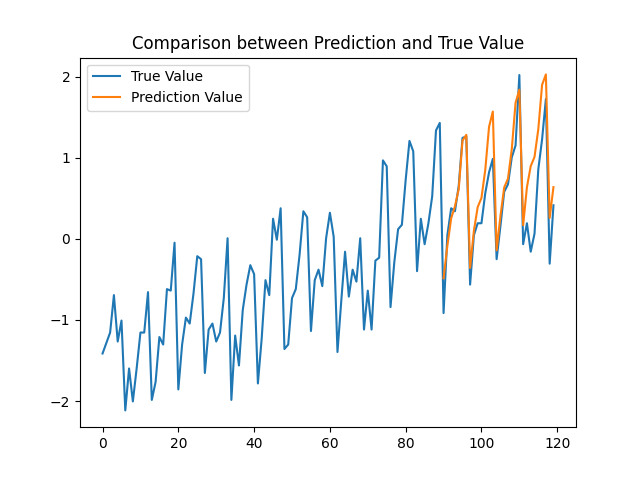 Comparison between Prediction and True Value
True Value
Prediction Value
2
1
0
−1
−2
0 20 40 60 80 100 120